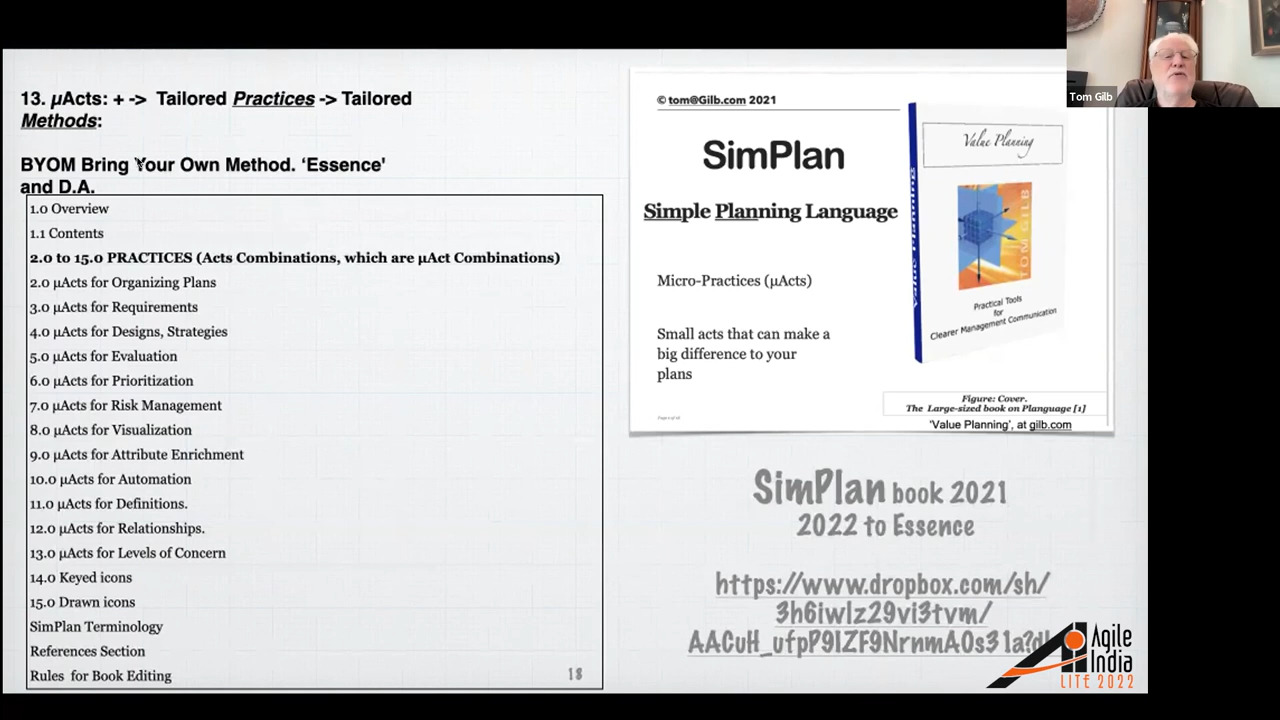 13. µActs: + -> Tailored Practices -> Tailored
Methods:
BYOM Bring Your Own Method. ‘Essence'
and D.A.
1.0 Overview
1.1 Contents
2.0 to 15.0 PRACTICES (Acts Combinations, which are µAct Combinations)
2.0 µActs for Organizing Plans
3.0 µActs for Requirements
4.0 µActs for Designs, Strategies
5.0 µActs for Evaluation
6.0 µActs for Prioritization
7.0 µActs for Risk Management
8.0 µActs for Visualization
9.0 µActs for Attribute Enrichment
10.0 µActs for Automation
11.0 µActs for Definitions.
12.0 µActs for Relationships.
13.0 µActs for Levels of Concern
14.0 Keyed icons
15.0 Drawn icons
SimPlan Terminology
References Section
Rules for Book Editing
18
© tom@Gilb.com 2021
SimPlan
Simple Planning Language
Micro-Practices (µActs)
Small acts that can make a
big difference to your
plans
Value Planning
Value Planning
TOM GILB
Practical Tools
for
Clearer Management Communication
Figure: Cover.
The Large-sized book on Planguage [1]
‘Value Planning', at gilb.com
SimPlan book 2021
2022 to Essence
https://www.dropbox.com/sh/
3h6iwlz29vi3tvm/
Tom Gilb
Agile
India
LITE 2022